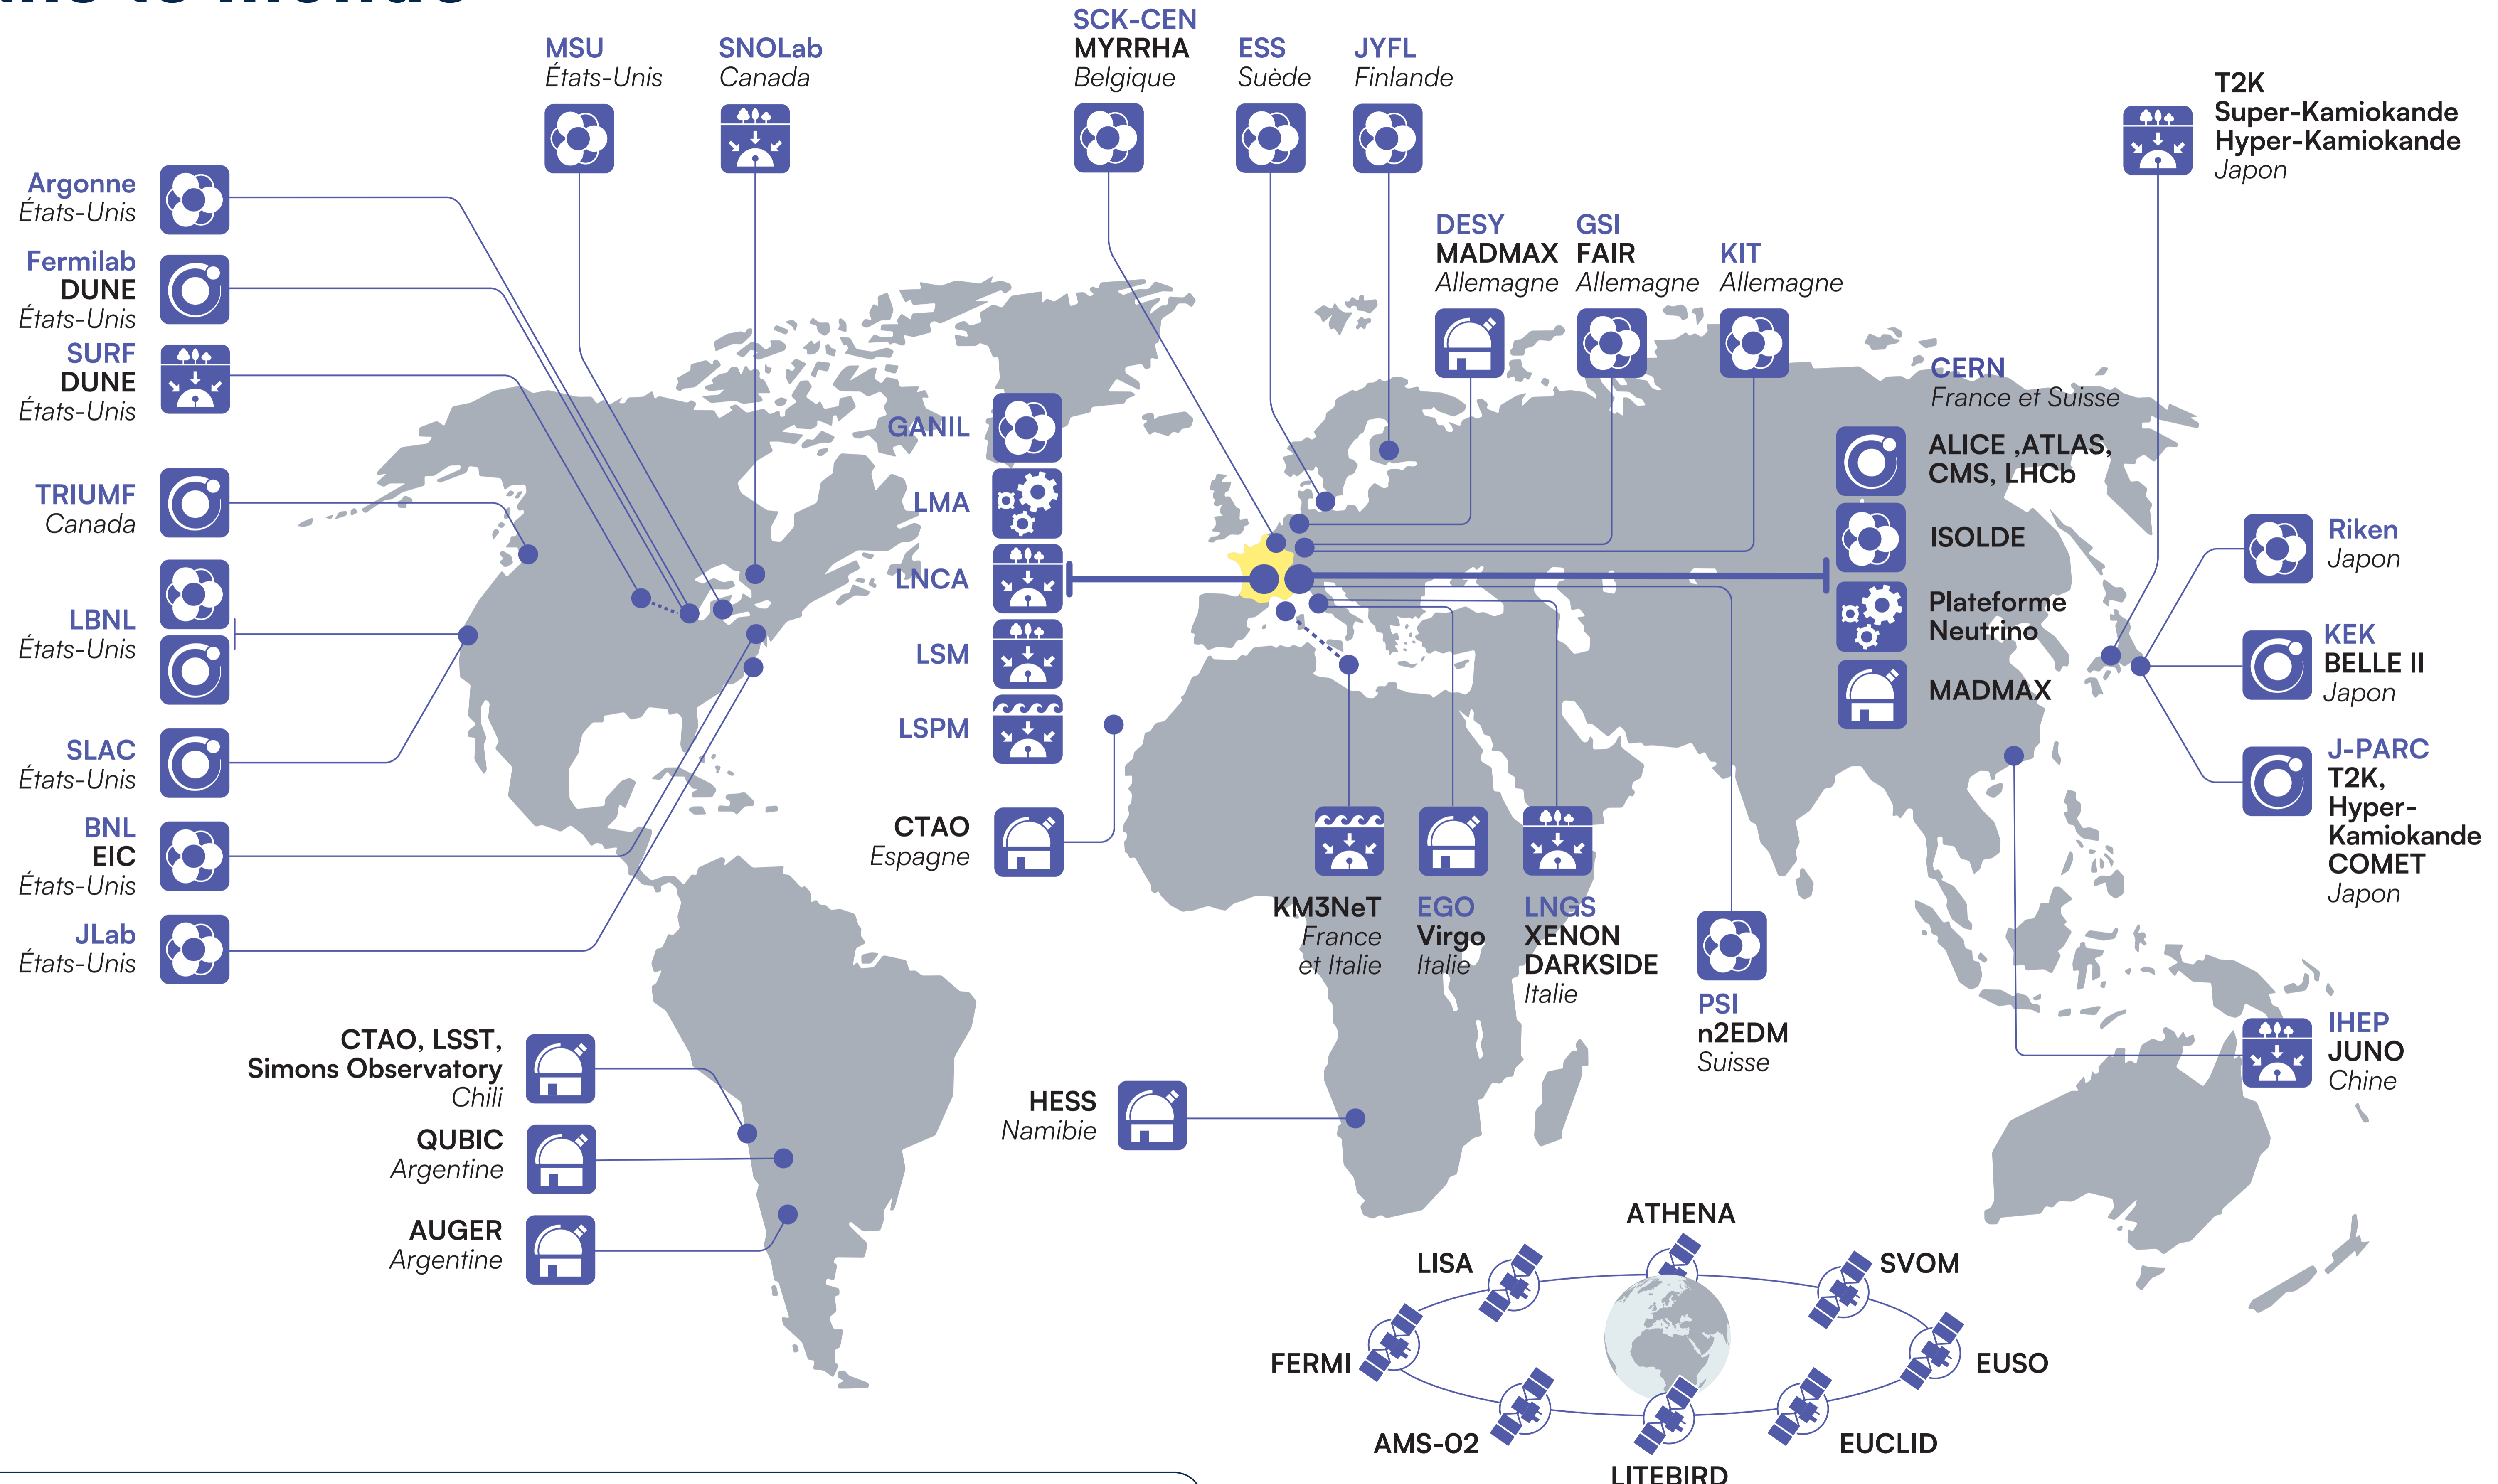 MSU
États-Unis
SNOLab
Canada
SCK-CEN
MYRRHA
Belgique
ESS
Suède
JYFL
Finlande
T2K
Super-Kamiokande
Hyper-Kamiokande
Japon
Argonne
États-Unis
Fermilab
DUNE
États-Unis
SURF
DUNE
États-Unis
TRIUMF
Canada
LBNL
États-Unis
SLAC
États-Unis
BNL
EIC
États-Unis
JLab
États-Unis
DESY
MADMAX
Allemagne
GSI
FAIR
Allemagne
KIT
Allemagne
GANIL
LMA
LNCA
LSM
LSPM
CTAO
Espagne
CERN
France et Suisse
ALICE ,ATLAS,
CMS, LHCb
ISOLDE
Plateforme
Neutrino
MADMAX
Riken
Japon
KEK
BELLE II
Japon
J-PARC
T2K,
Hyper-
Kamiokande
COMET
Japon
KM3NeT
France
et Italie
EGO
Virgo
Italie
LNGS
XENON
DARKSIDE
Italie
PSI
n2EDM
Suisse
IHEP
JUNO
Chine
CTAO, LSST,
Simons Observatory
Chili
QUBIC
Argentine
AUGER
Argentine
HESS
Namibie
ATHENA
LISA
SVOM
FERMI
EUSO
AMS-02
EUCLID
LITEBIRD